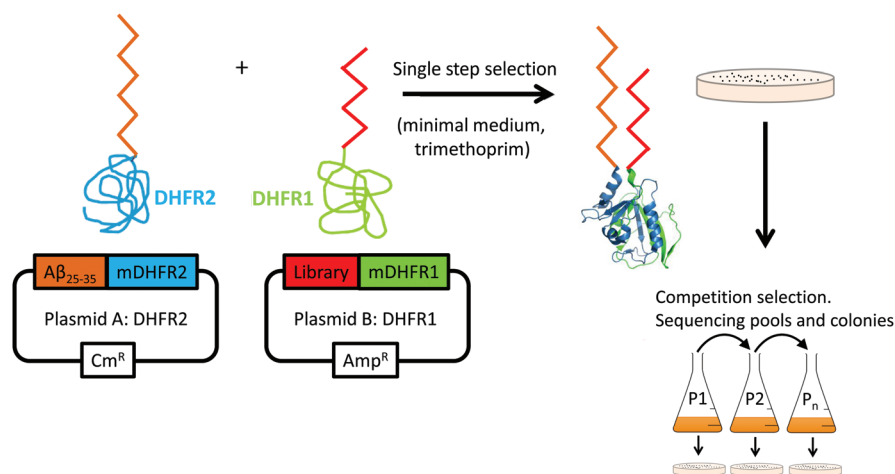 +
Single step selection
(minimal medium,
trimethoprim)
DHFR2
DHFR1
Aβ25-35 mDHFR2
Library mDHFR1
Plasmid A: DHFR2
Plasmid B: DHFR1
CmR
AmpR
Competition selection.
Sequencing pools and colonies
P1 P2 Pn